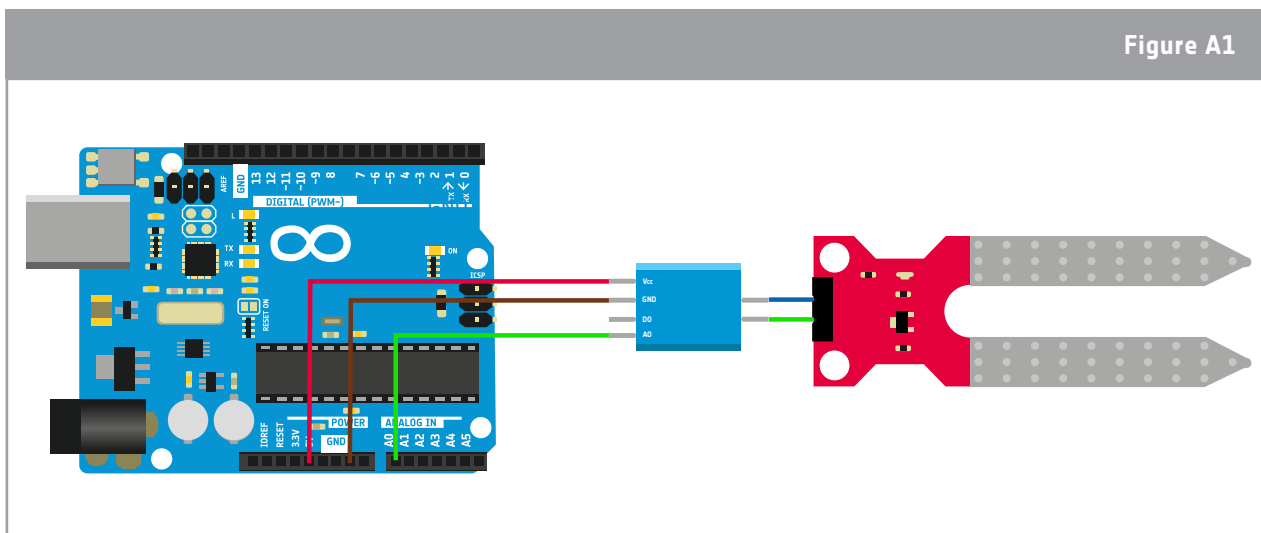 Figure A1
AREF
GND
13
12
~11
~10
~9
8
7
~6
~5
4
~3
2
TX→1
0
DIGITAL (PWM~)
L
TX
RX
ON
ICSP
RESET ON
Vcc
GND
DO
AO
POWER
ANALOG IN
IOREF
RESET
3.3V
GND
A0
A1
A2
A3
A4
A5